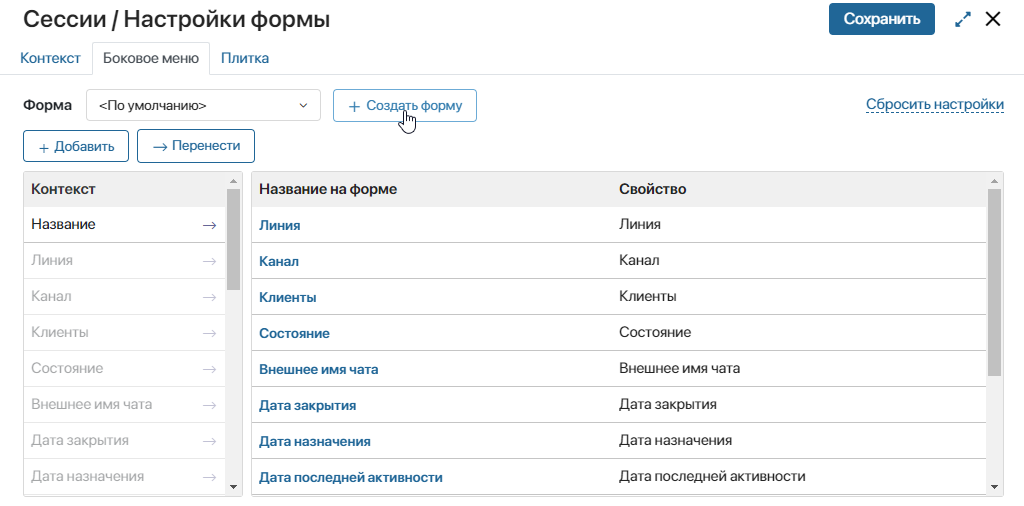 Сессии / Настройки формы
Сохранить
Контекст Боковое меню Плитка
Форма <По умолчанию> + Создать форму Сбросить настройки
+ Добавить → Перенести
Контекст Название на форме Свойство
Название → Линия Линия
Линия → Канал Канал
Канал → Клиенты Клиенты
Клиенты → Состояние Состояние
Состояние → Внешнее имя чата Внешнее имя чата
Внешнее имя чата → Дата закрытия Дата закрытия
Дата закрытия → Дата назначения Дата назначения
Дата назначения → Дата последней активности Дата последней активности